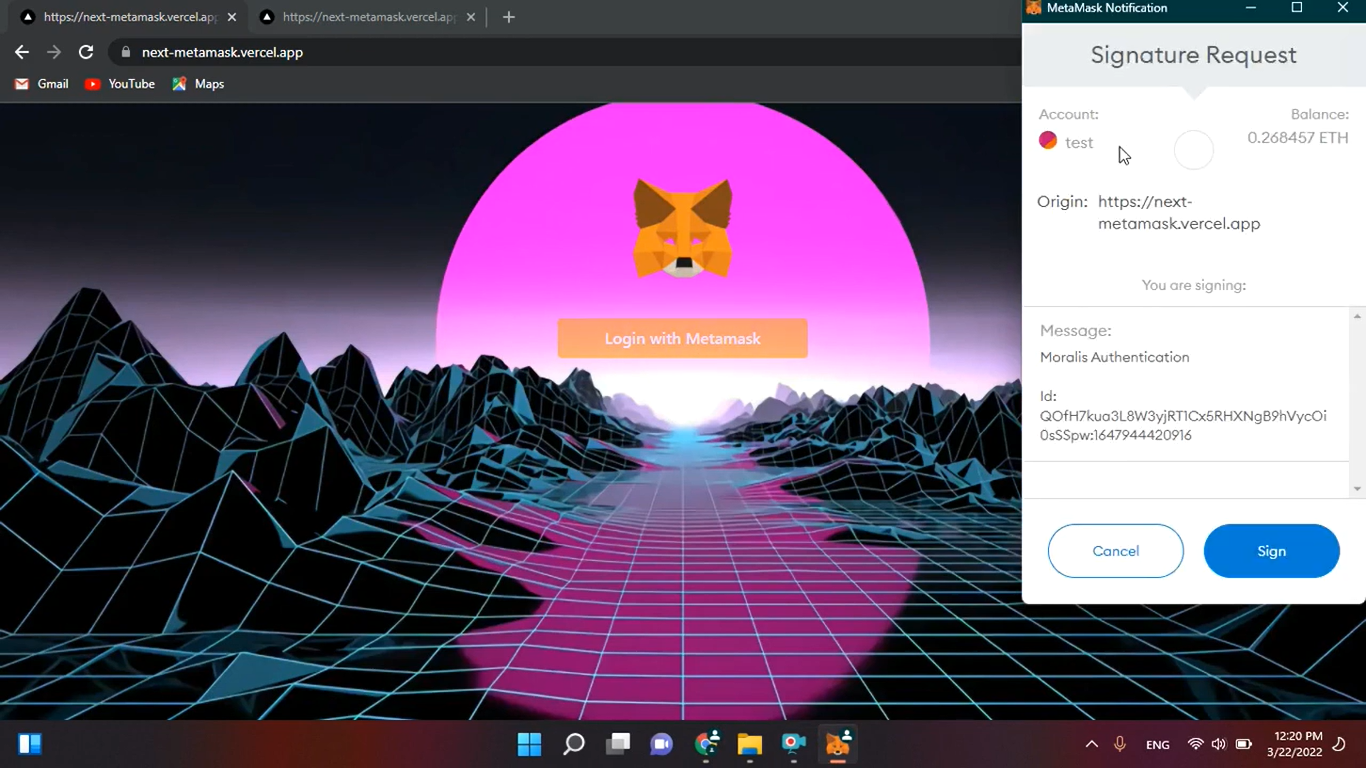 https://next-metamask.vercel.app
https://next-metamask.vercel.app
next-metamask.vercel.app
Gmail
YouTube
Maps
Login with Metamask
MetaMask Notification
Signature Request
Account:
Balance:
test
0.268457 ETH
Origin: https://next-
metamask.vercel.app
You are signing:
Message:
Moralis Authentication
Id:
QOfH7kua3L8W3yjRT1Cx5RHXNgB9hVycOi
0sSSpw:1647944420916
Cancel
Sign
ENG
12:20 PM
3/22/2022